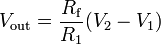 V_out = R_f / R_1 (V_2 − V_1)